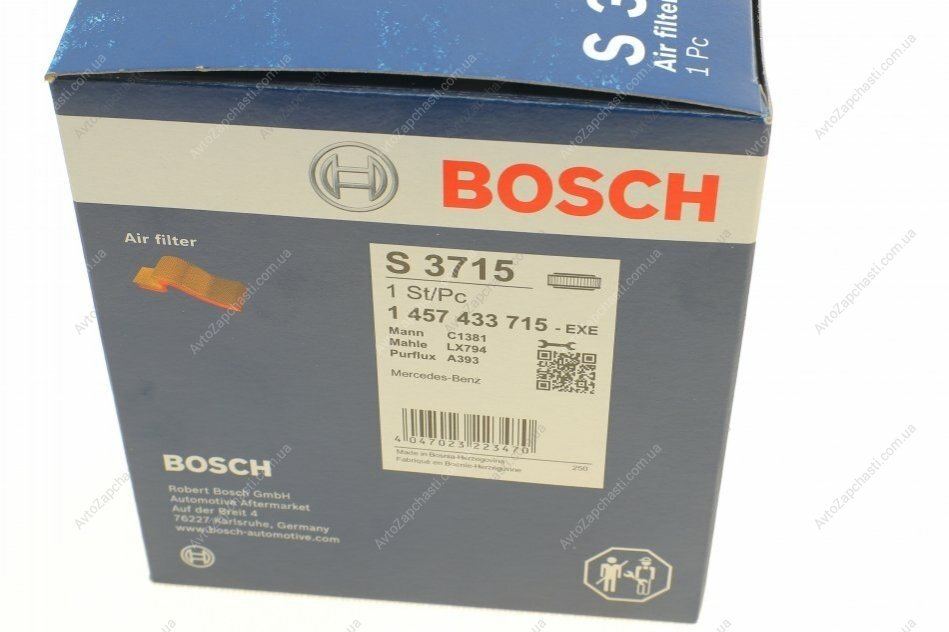 S 3
Air filter
1 Pc
BOSCH
Air filter
S 3715
1 St/Pc
1 457 433 715 - EXE
Mann C1381
Mahle LX794
Purflux A393
Mercedes-Benz
4 047023 223470
Made in Bosnia-Herzegovina
Fabriqué en Bosnie-Herzégovine
250
BOSCH
Robert Bosch GmbH
Automotive Aftermarket
Auf der Breit 4
76227 Karlsruhe, Germany
www.bosch-automotive.com
AvtoZapchasti.com.ua